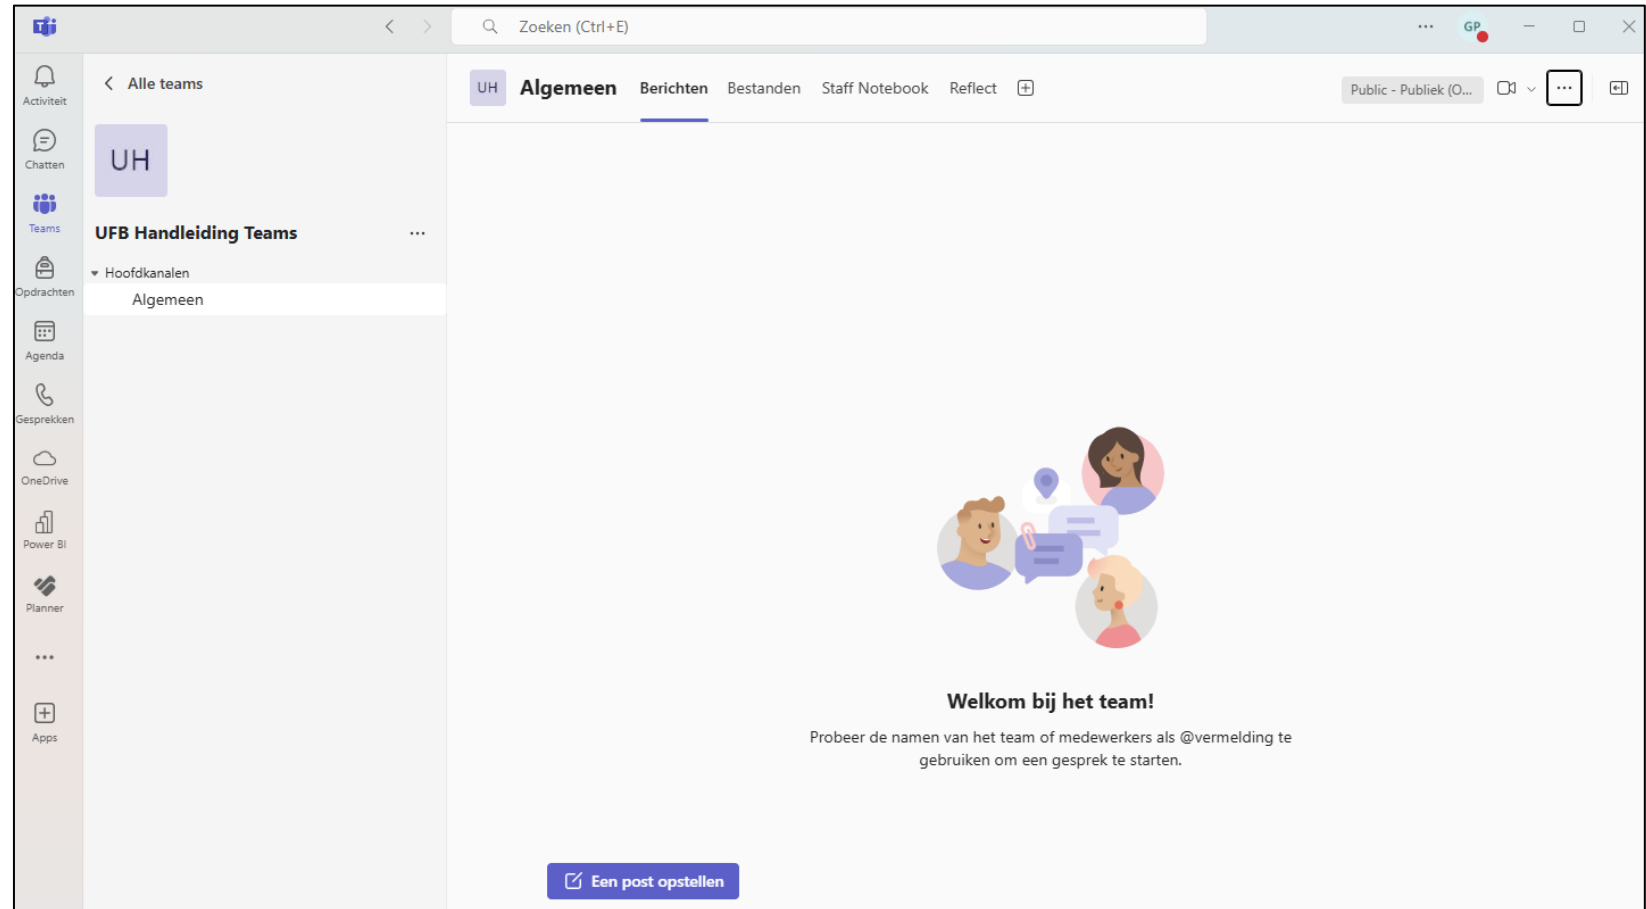 Zoeken (Ctrl+E)
GP
Activiteit
Chatten
Teams
Opdrachten
Agenda
Gesprekken
OneDrive
Power BI
Planner
Apps
Alle teams
UH
UFB Handleiding Teams
Hoofdkanalen
Algemeen
UH Algemeen Berichten Bestanden Staff Notebook Reflect
Public - Publiek (O...
Welkom bij het team!
Probeer de namen van het team of medewerkers als @vermelding te
gebruiken om een gesprek te starten.
Een post opstellen